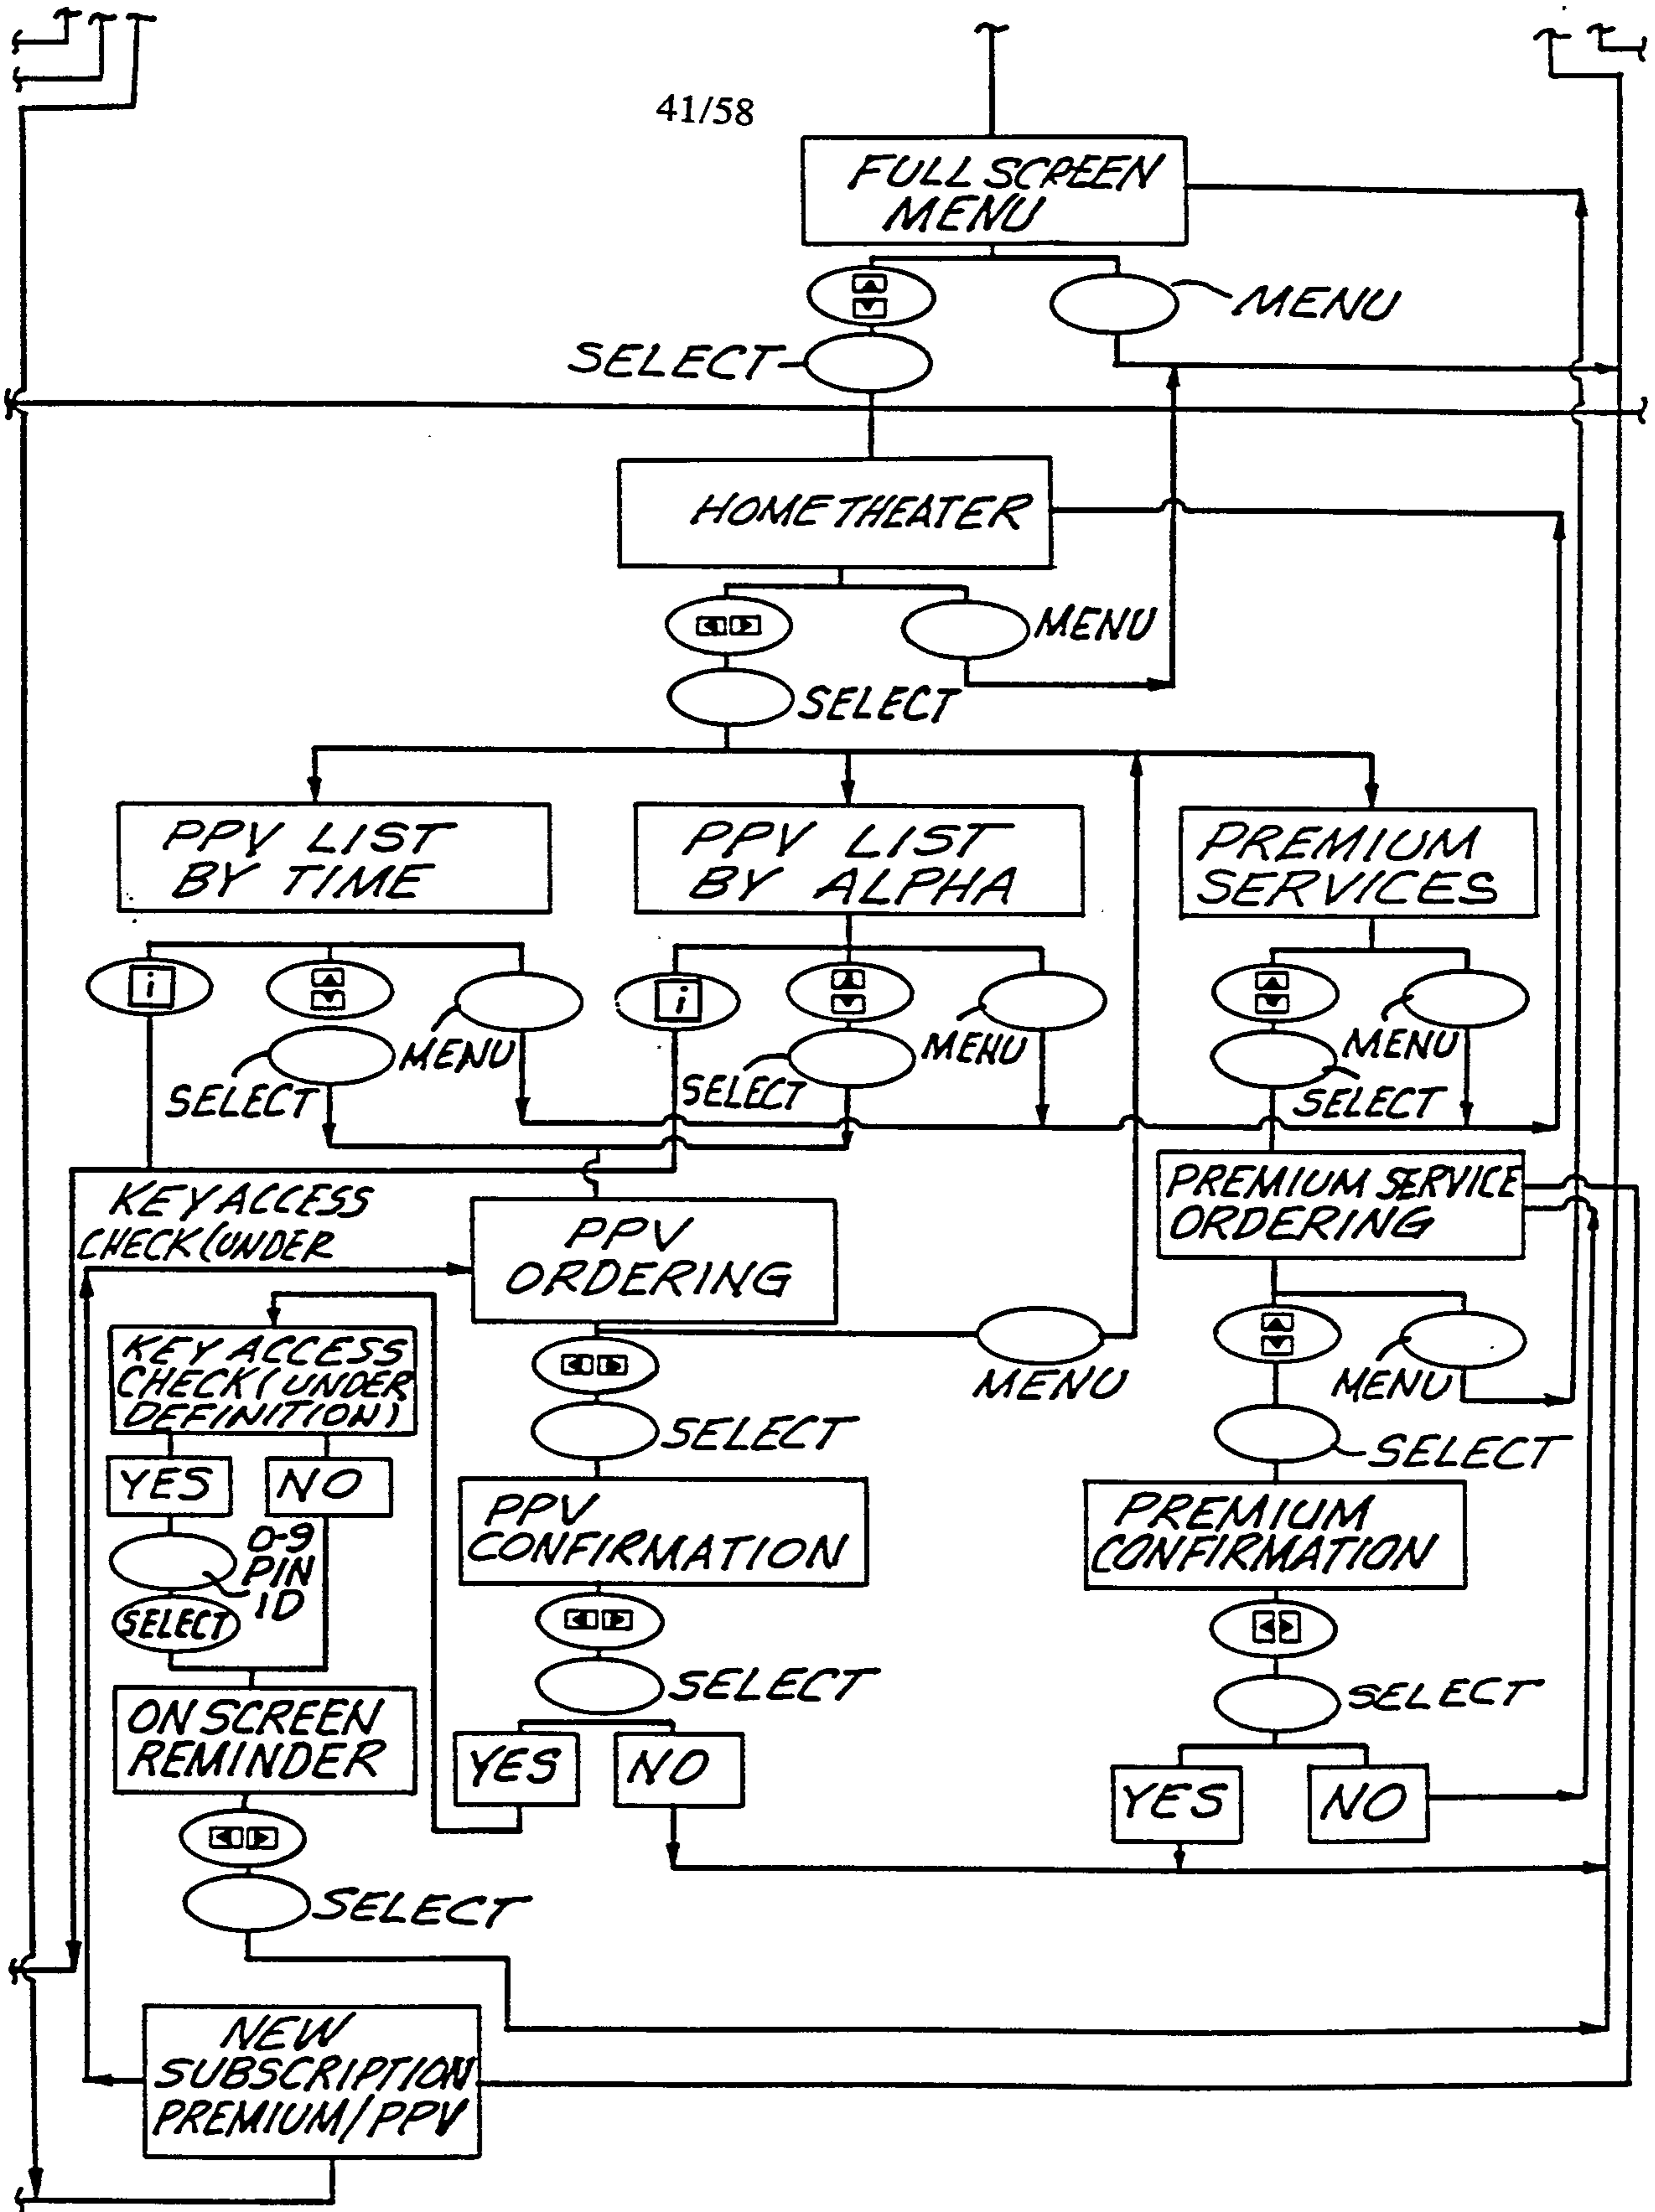 41/58
FULL SCREEN
MENU
MENU
SELECT
HOME THEATER
MENU
SELECT
PPV LIST
BY TIME
PPV LIST
BY ALPHA
PREMIUM
SERVICES
i
MENU
SELECT
i
MENU
SELECT
MENU
SELECT
KEY ACCESS
CHECK (UNDER
PPV
ORDERING
PREMIUM SERVICE
ORDERING
KEY ACCESS
CHECK (UNDER
DEFINITION)
MENU
MENU
SELECT
SELECT
YES
NO
PPV
CONFIRMATION
PREMIUM
CONFIRMATION
0-9
PIN
ID
SELECT
SELECT
SELECT
ON SCREEN
REMINDER
YES
NO
YES
NO
SELECT
NEW
SUBSCRIPTION
PREMIUM/PPV